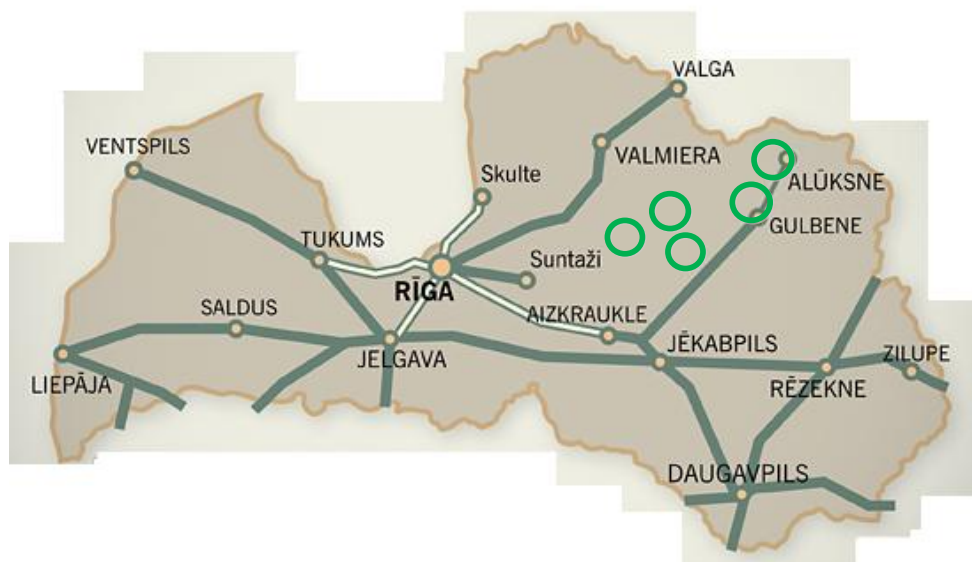 VALGA
VENTSPILS
VALMIERA
Skulte
ALŪKSNE
GULBENE
TUKUMS
Suntaži
RĪGA
SALDUS
AIZKRAUKLE
JELGAVA
JĒKABPILS
ZILUPE
LIEPĀJA
RĒZEKNE
DAUGAVPILS